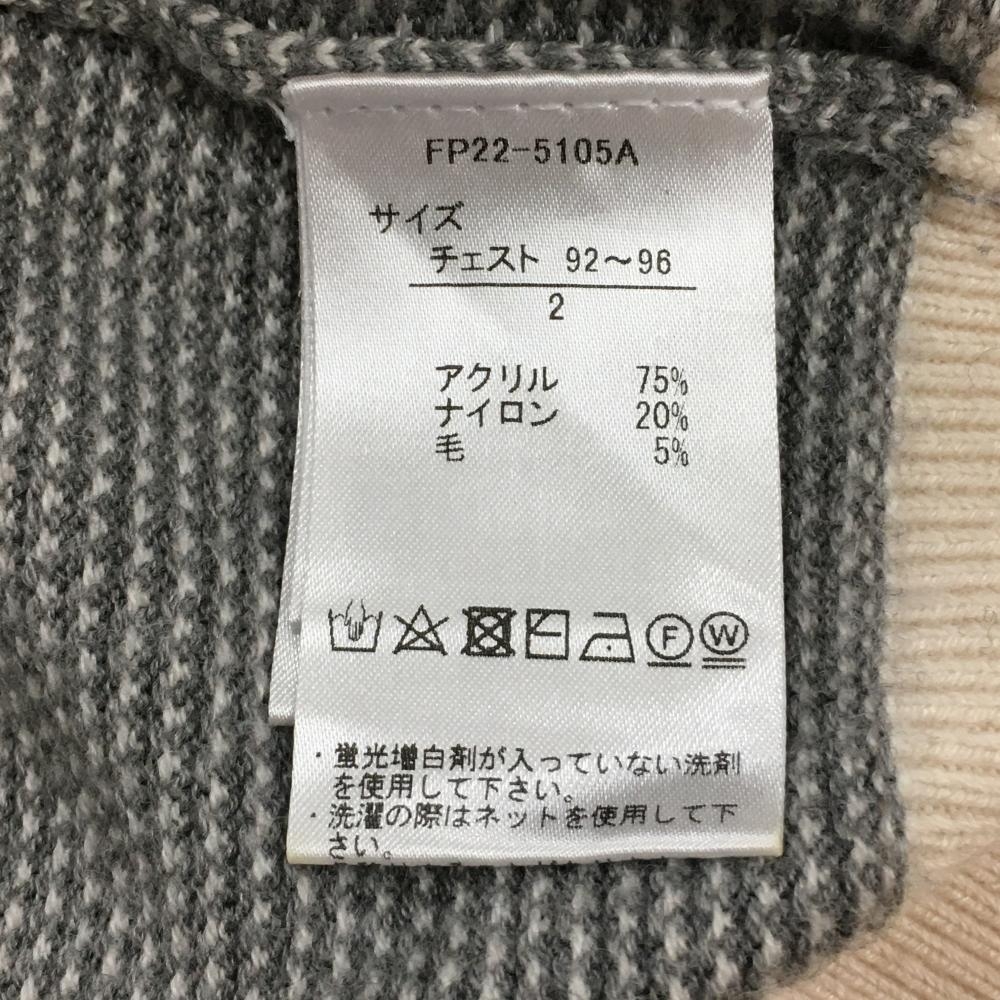 FP22-5105A
サイズ
チェスト 92～96
2
アクリル 75%
ナイロン 20%
毛 5%
F W
・蛍光増白剤が入っていない洗剤
を使用して下さい。
・洗濯の際はネットを使用して下
さい。